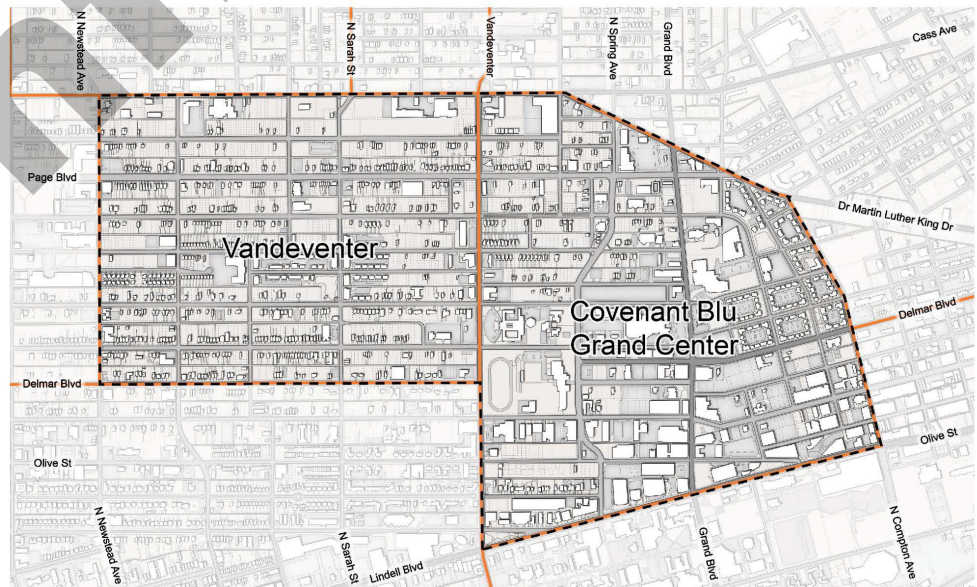 N Newstead Ave
N Sarah St
Vandeventer
N Spring Ave
Grand Blvd
Cass Ave
Page Blvd
Dr Martin Luther King Dr
Vandeventer
Covenant Blu
Grand Center
Delmar Blvd
Delmar Blvd
Olive St
Olive St
N Newstead Ave
N Sarah St
Lindell Blvd
Grand Blvd
N Compton Ave